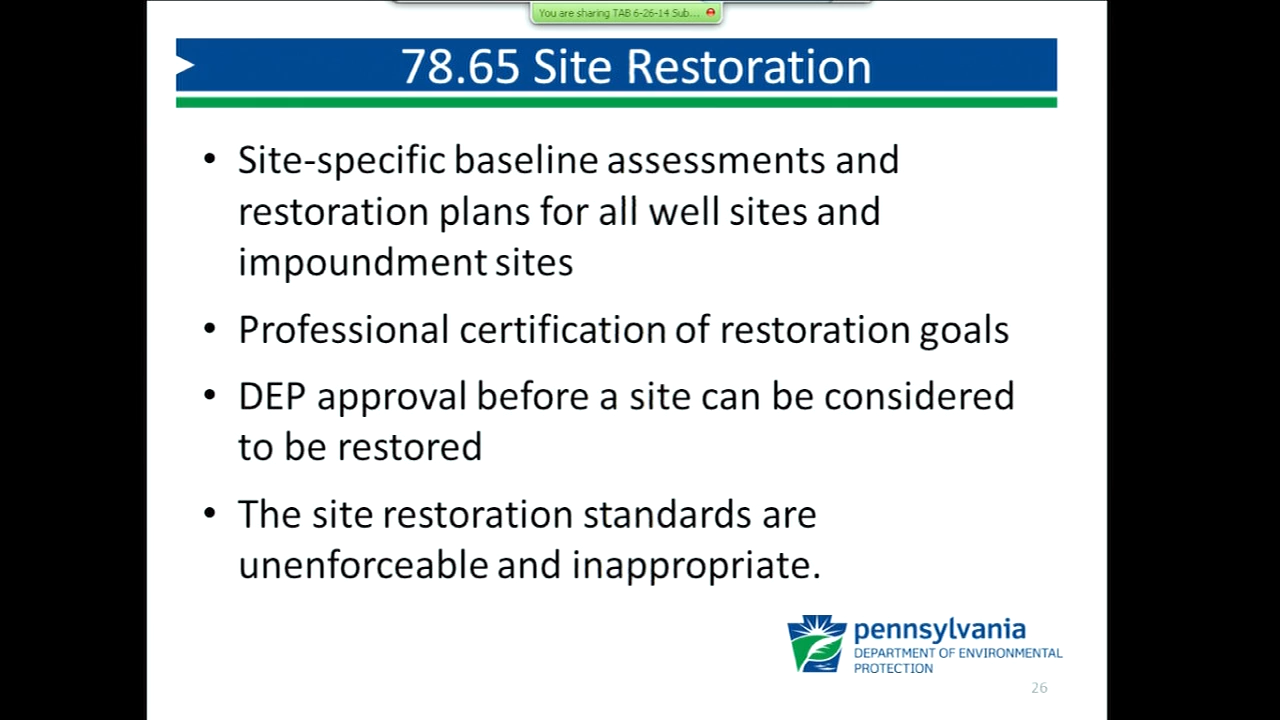 You are sharing TAB 6-26-14 Sub...
78.65 Site Restoration
• Site-specific baseline assessments and
restoration plans for all well sites and
impoundment sites
• Professional certification of restoration goals
• DEP approval before a site can be considered
to be restored
• The site restoration standards are
unenforceable and inappropriate.
pennsylvania
DEPARTMENT OF ENVIRONMENTAL
PROTECTION
26